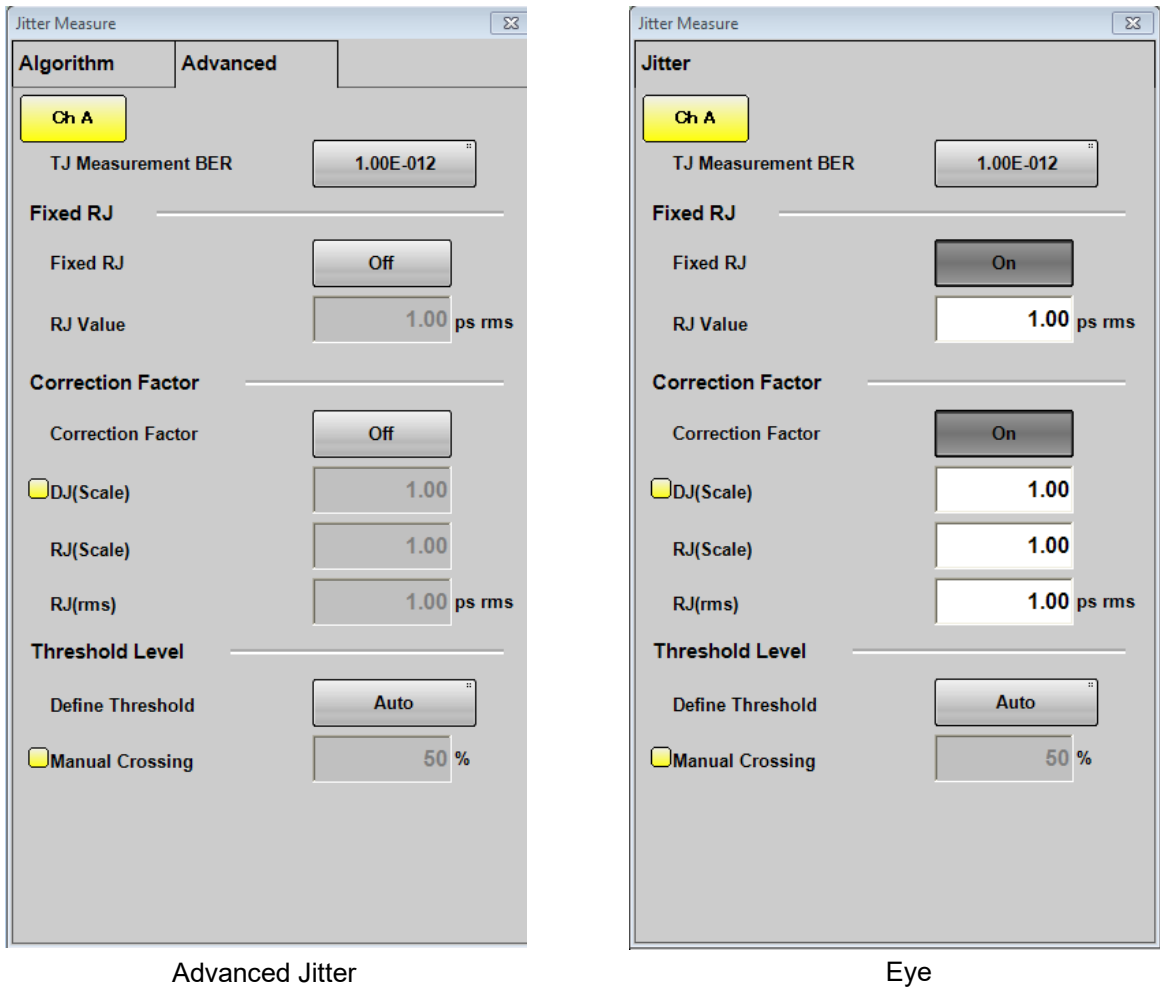 Jitter Measure
Algorithm Advanced
Ch A
TJ Measurement BER 1.00E-012
Fixed RJ
Fixed RJ Off
RJ Value 1.00 ps rms
Correction Factor
Correction Factor Off
DJ(Scale) 1.00
RJ(Scale) 1.00
RJ(rms) 1.00 ps rms
Threshold Level
Define Threshold Auto
Manual Crossing 50 %
Advanced Jitter
Jitter Measure
Jitter
Ch A
TJ Measurement BER 1.00E-012
Fixed RJ
Fixed RJ On
RJ Value 1.00 ps rms
Correction Factor
Correction Factor On
DJ(Scale) 1.00
RJ(Scale) 1.00
RJ(rms) 1.00 ps rms
Threshold Level
Define Threshold Auto
Manual Crossing 50 %
Eye